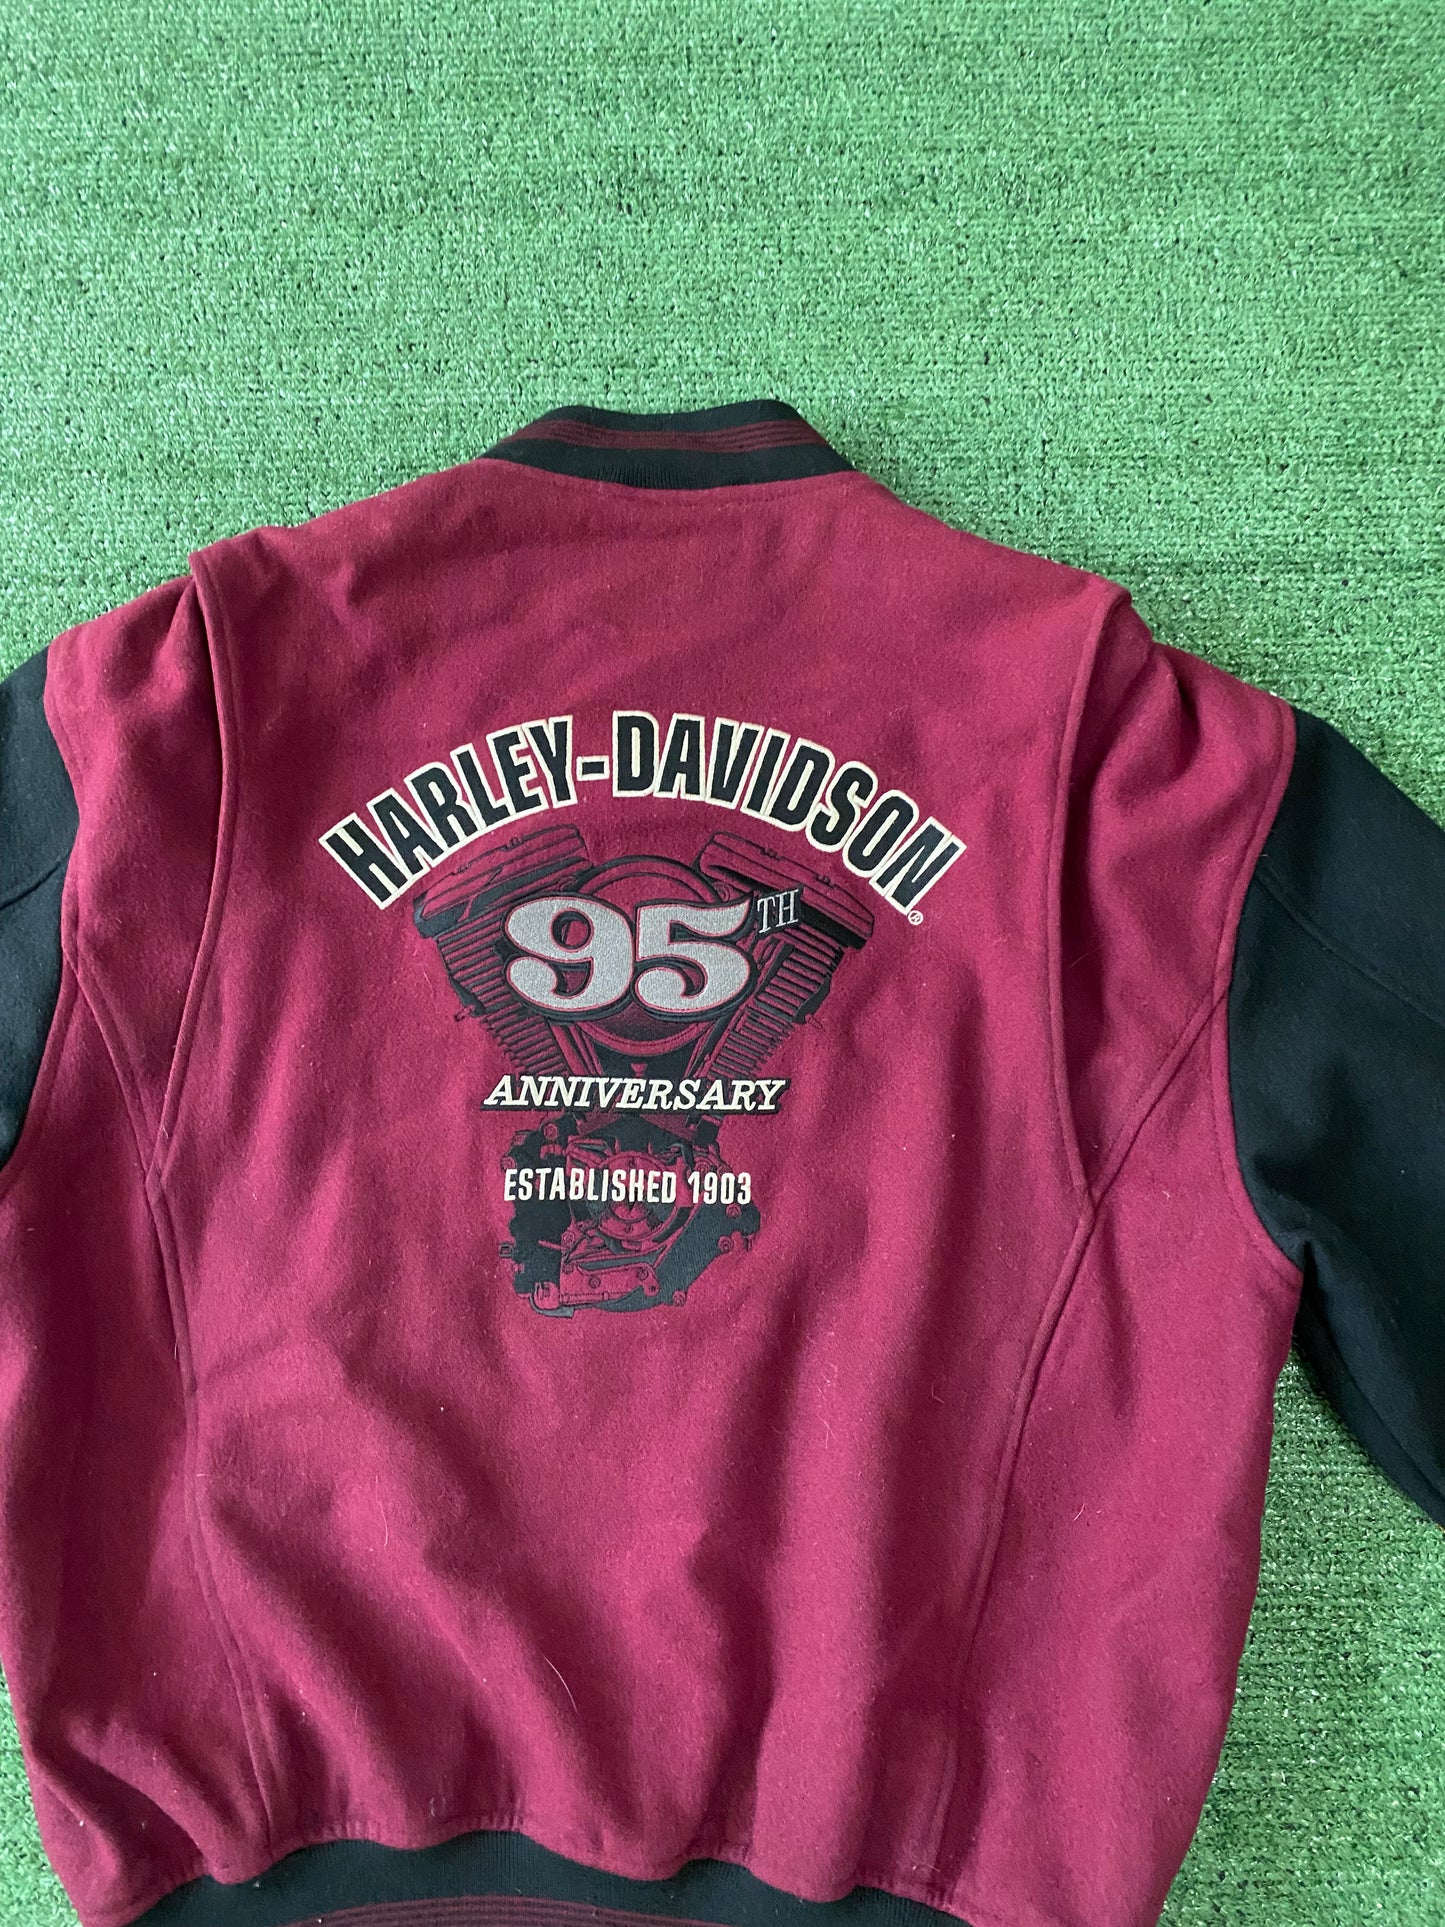 HARLEY-DAVIDSON®
95TH
ANNIVERSARY
ESTABLISHED 1903